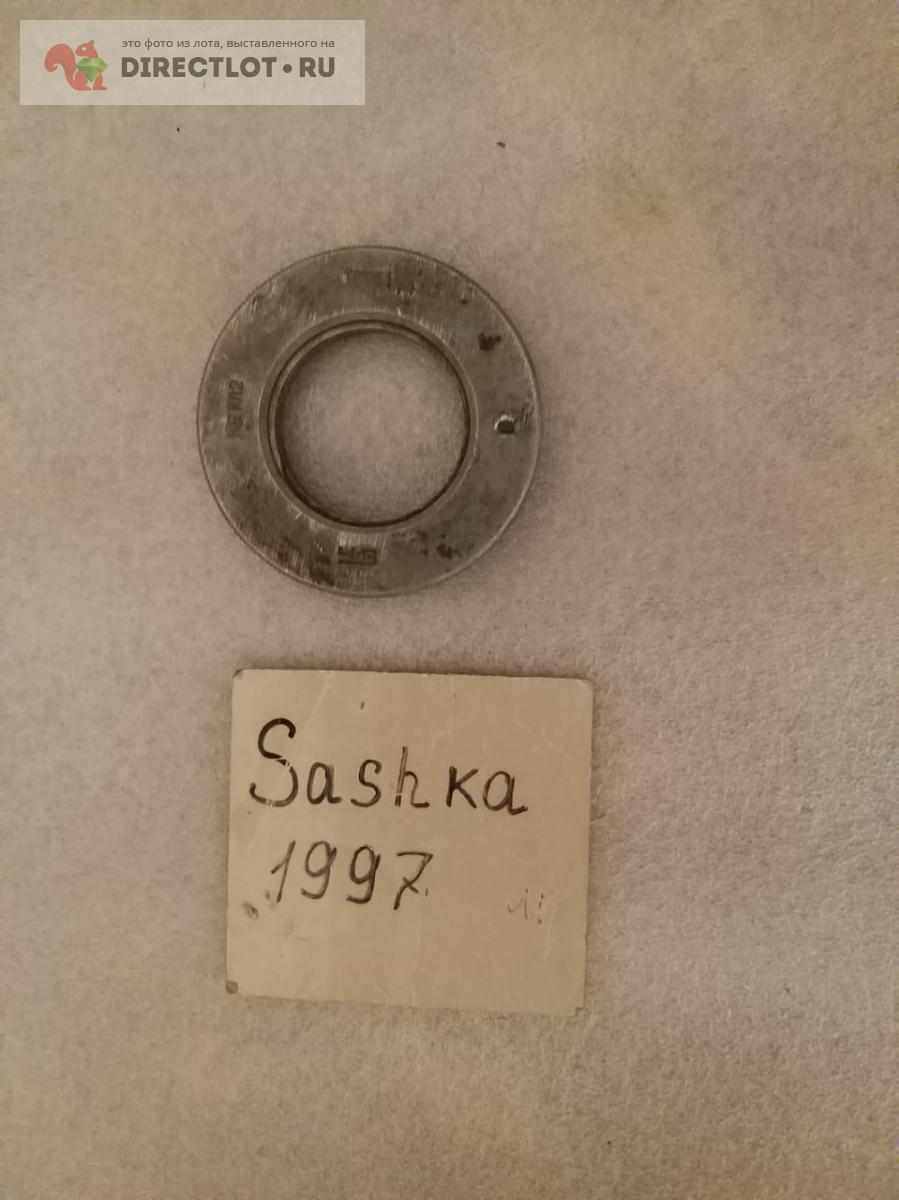 это фото из лота, выставленного на
DIRECTLOT•RU
Sashka
1997